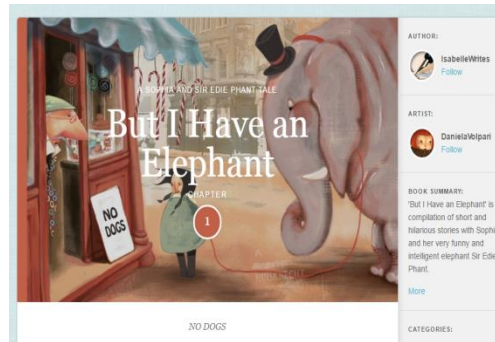 A SOPHIA AND SIR EDIE PHANT TALE
But I Have an
Elephant
CHAPTER
1
NO
DOGS
NO DOGS
AUTHOR:
IsabelleWrites
Follow
ARTIST:
DanielaVolpari
Follow
BOOK SUMMARY:
'But I Have an Elephant' is
compilation of short and
hilarious stories with Sophi
and her very funny and
intelligent elephant Sir Edie
Phant.
More
CATEGORIES: